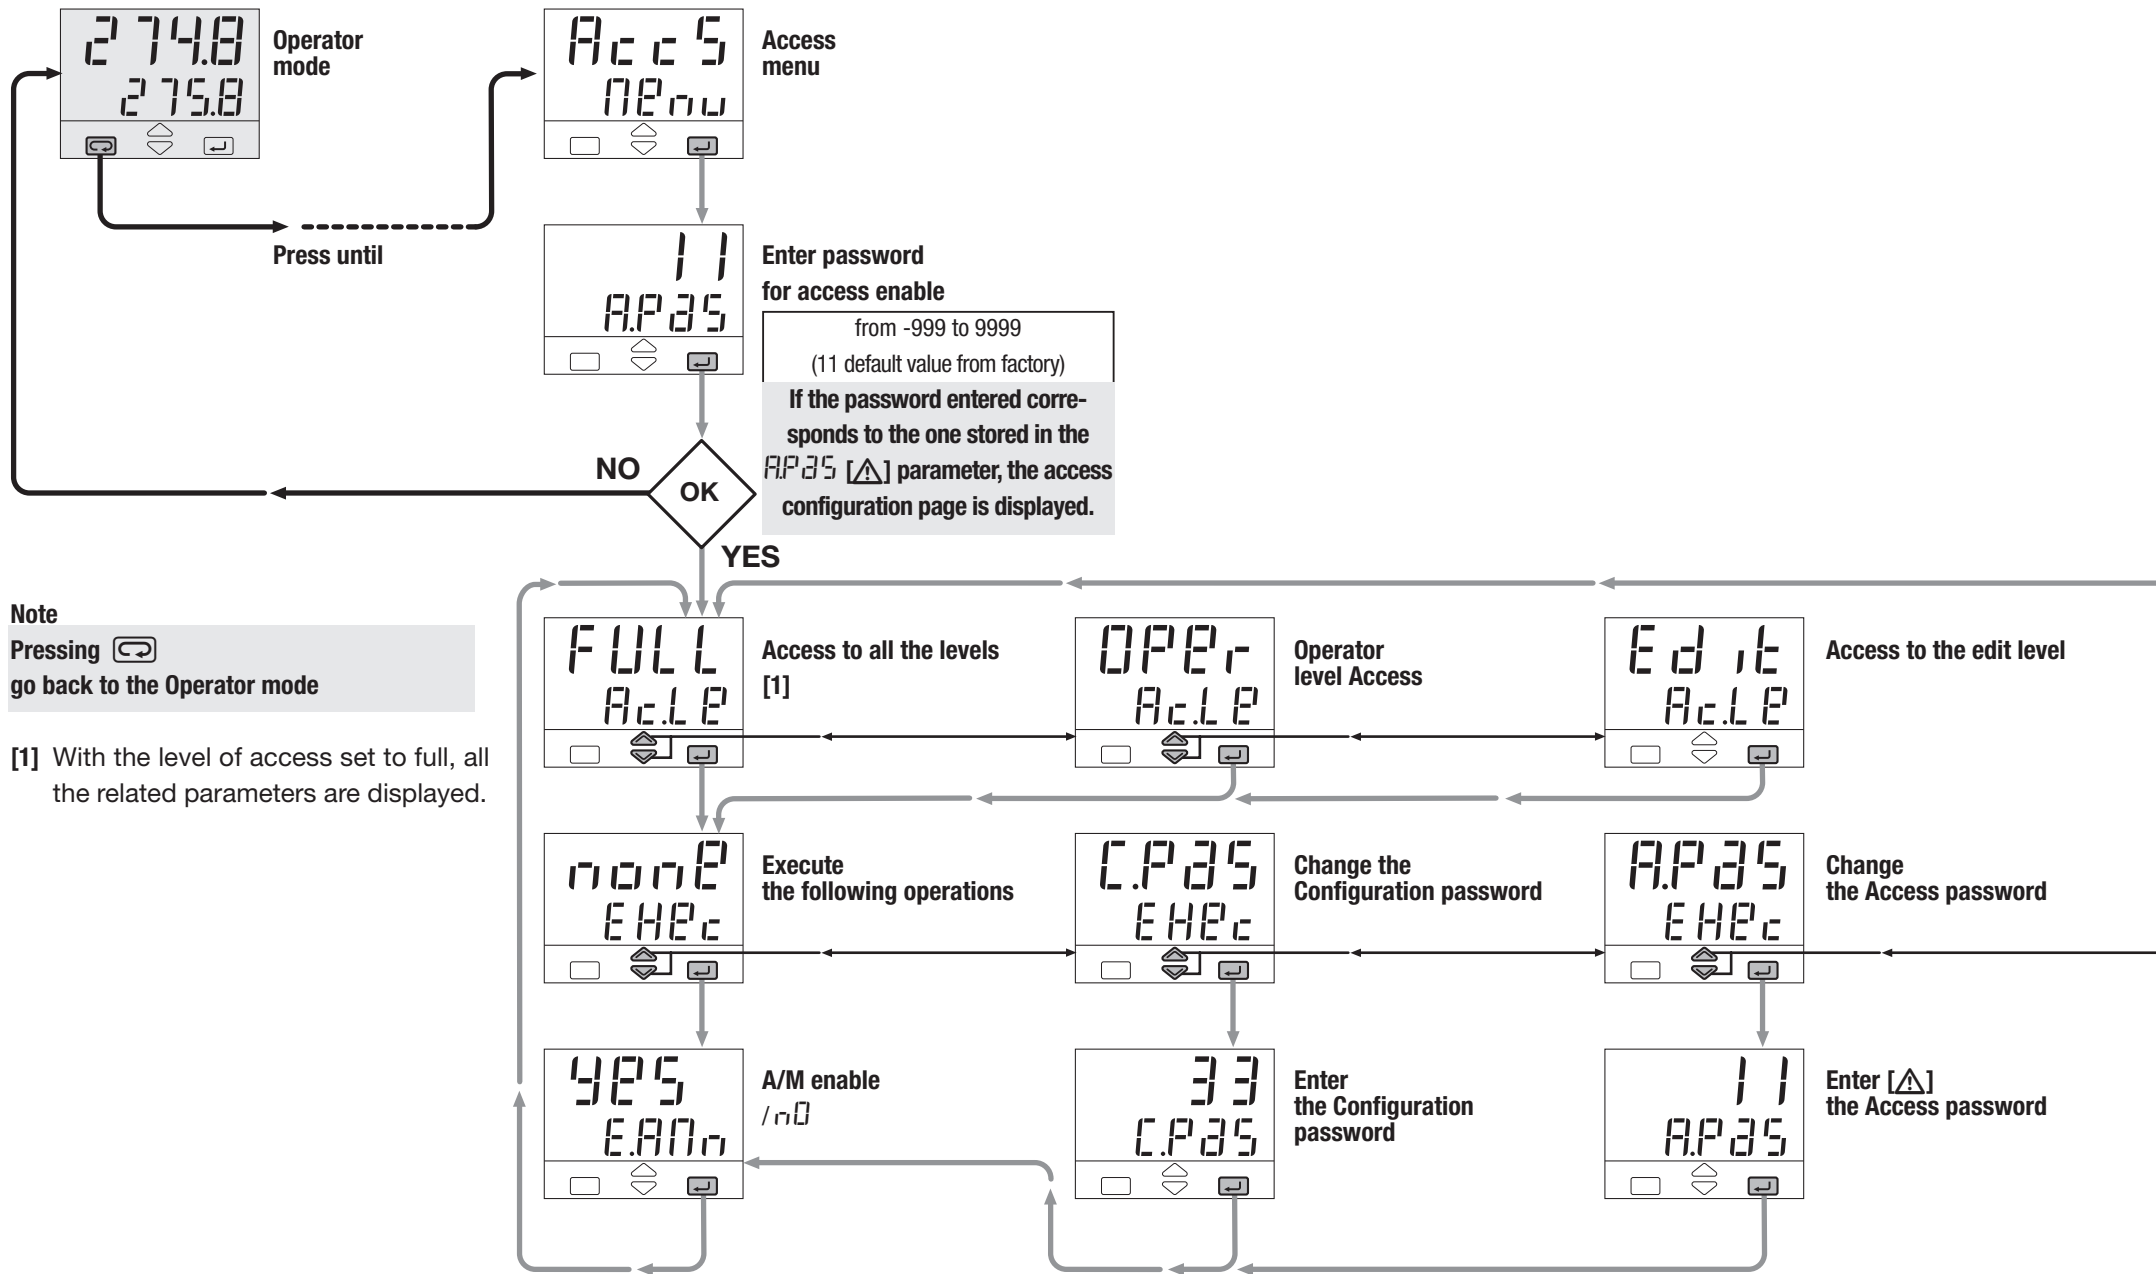 274.8
275.8
Operator
mode
AccS
Menu
Access
menu
Press until
11
A.PaS
Enter password
for access enable
from -999 to 9999
(11 default value from factory)
If the password entered corre-
sponds to the one stored in the
A.PaS [⚠] parameter, the access
configuration page is displayed.
NO
OK
YES
Note
Pressing
go back to the Operator mode
[1] With the level of access set to full, all
the related parameters are displayed.
FULL
Ac.Le
Access to all the levels
[1]
OPEr
Ac.Le
Operator
level Access
Edit
Ac.Le
Access to the edit level
none
EHec
Execute
the following operations
C.PaS
EHec
Change the
Configuration password
A.PaS
EHec
Change
the Access password
yes
E.AMn
A/M enable
/ nO
33
C.PaS
Enter
the Configuration
password
11
A.PaS
Enter [⚠]
the Access password